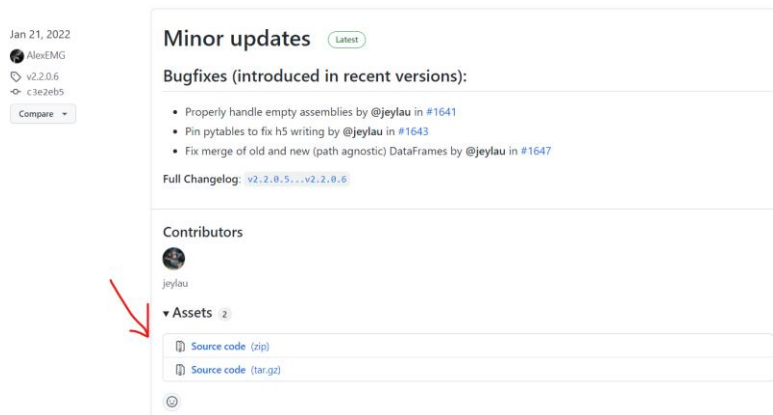 Jan 21, 2022
AlexEMG
v2.2.0.6
c3e2eb5
Compare
Minor updates Latest
Bugfixes (introduced in recent versions):
Properly handle empty assemblies by @jeylau in #1641
Pin pytables to fix h5 writing by @jeylau in #1643
Fix merge of old and new (path agnostic) DataFrames by @jeylau in #1647
Full Changelog: v2.2.0.5...v2.2.0.6
Contributors
jeylau
Assets 2
Source code (zip)
Source code (tar.gz)